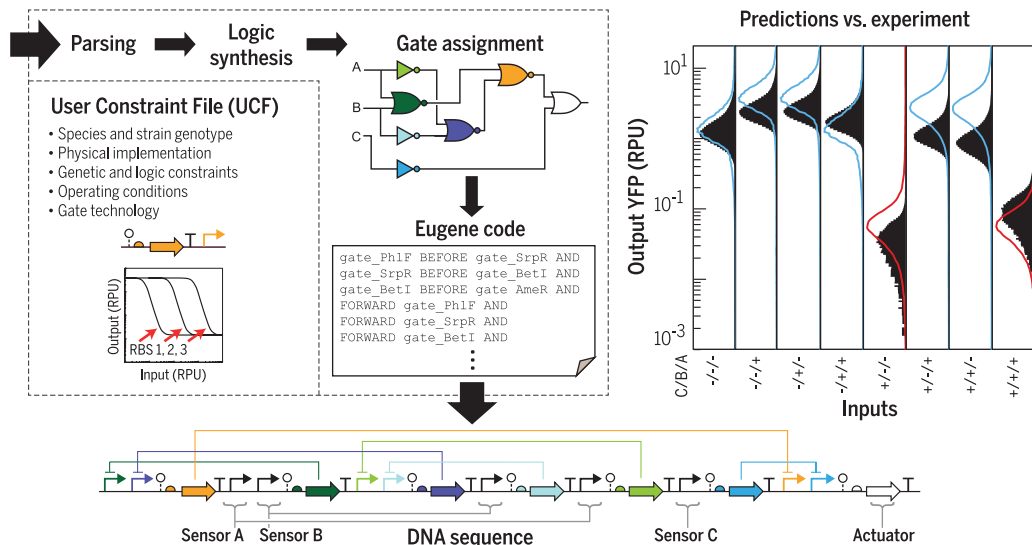 Parsing
Logic
synthesis
Gate assignment
A
B
C
User Constraint File (UCF)
• Species and strain genotype
• Physical implementation
• Genetic and logic constraints
• Operating conditions
• Gate technology
Output (RPU)
RBS 1, 2, 3
Input (RPU)
Eugene code
gate_PhlF BEFORE gate_SrpR AND
gate_SrpR BEFORE gate_BetI AND
gate_BetI BEFORE gate_AmeR AND
FORWARD gate_PhlF AND
FORWARD gate_SrpR AND
FORWARD gate_BetI AND
Predictions vs. experiment
Output YFP (RPU)
10¹
10⁰
10⁻¹
10⁻²
10⁻³
C/B/A
-/-/-
-/-/+
-/+/-
-/+/+
+/-/-
+/-/+
+/+/-
+/+/+
Inputs
Sensor A
Sensor B
DNA sequence
Sensor C
Actuator